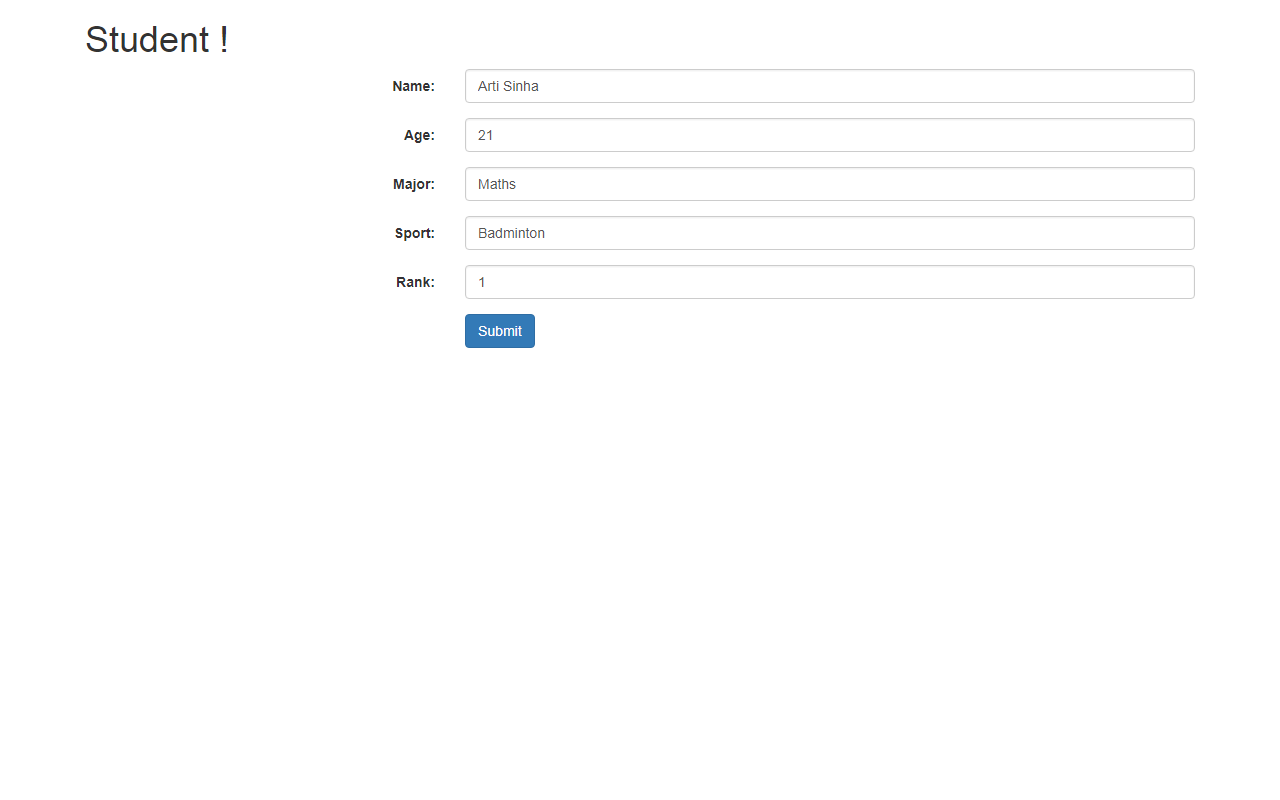 Student !
Name: Arti Sinha
Age: 21
Major: Maths
Sport: Badminton
Rank: 1
Submit